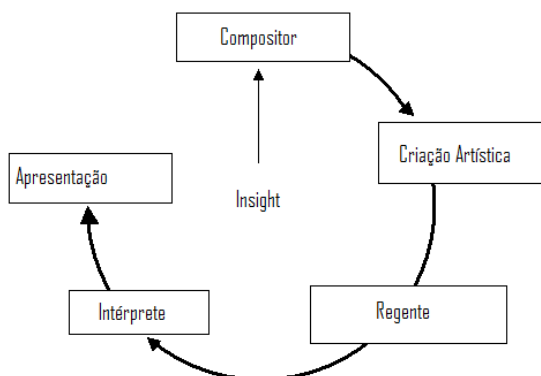 Compositor
Criação Artística
Apresentação
Insight
Intérprete
Regente